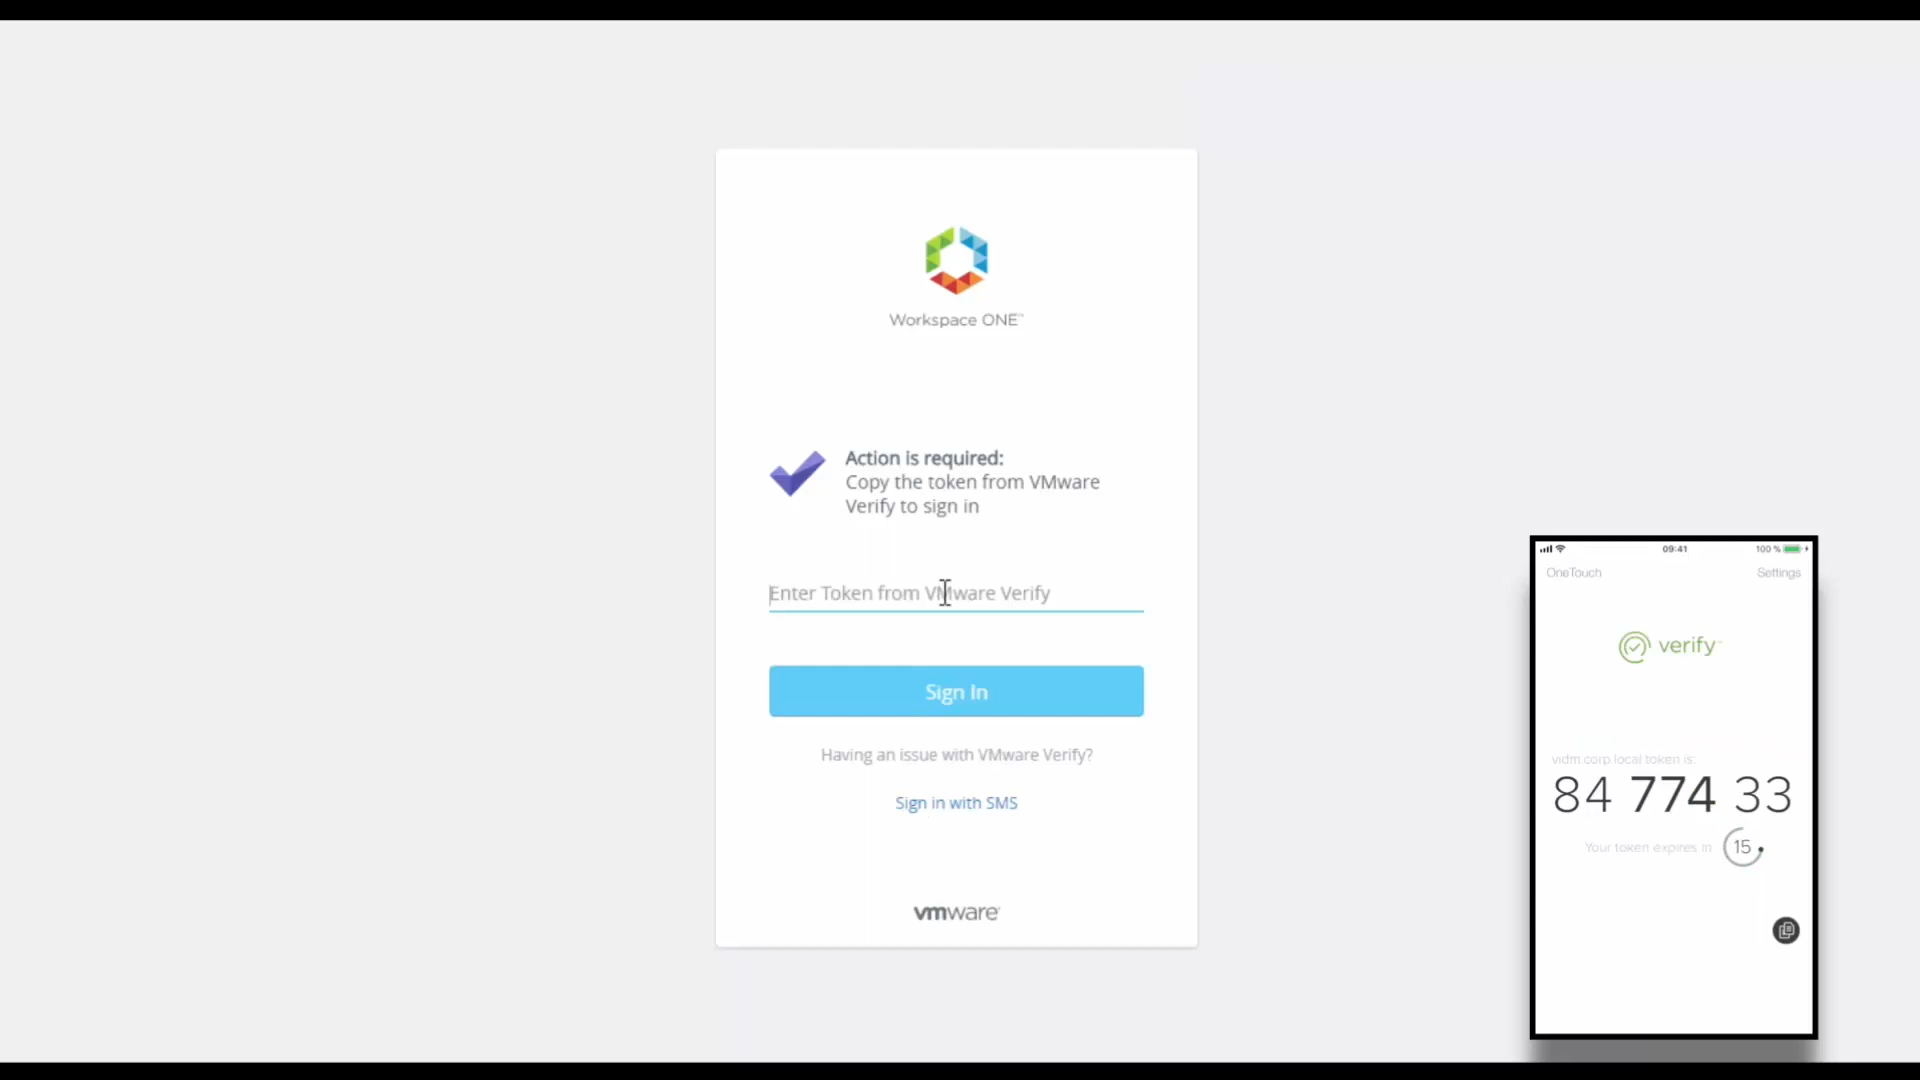 Workspace ONE™
Action is required:
Copy the token from VMware
Verify to sign in
Enter Token from VMware Verify
Sign In
Having an issue with VMware Verify?
Sign in with SMS
vmware
09:41
100 %
OneTouch
Settings
verify™
vidm.corp.local token is:
84 774 33
Your token expires in
15